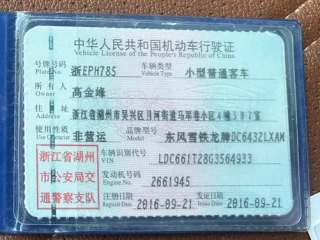 中华人民共和国机动车行驶证
Vehicle License of the People's Republic of China
号牌号码 浙EPH785 车辆类型 小型普通客车
Plate No. Vehicle Type
所有人 高金峰
Owner
住址 浙江省湖州市吴兴区月河街道马军巷小区4幢
Address
使用性质 非营运 品牌型号 东风雪铁龙牌DC6432LXAM
Use Character Model
浙江省湖州市公安局交通警察支队
车辆识别代号 LDC661T28G3564933
VIN
发动机号码 2661945
Engine No.
注册日期 2016-09-21 发证日期 2016-09-21
Register Date Issue Date